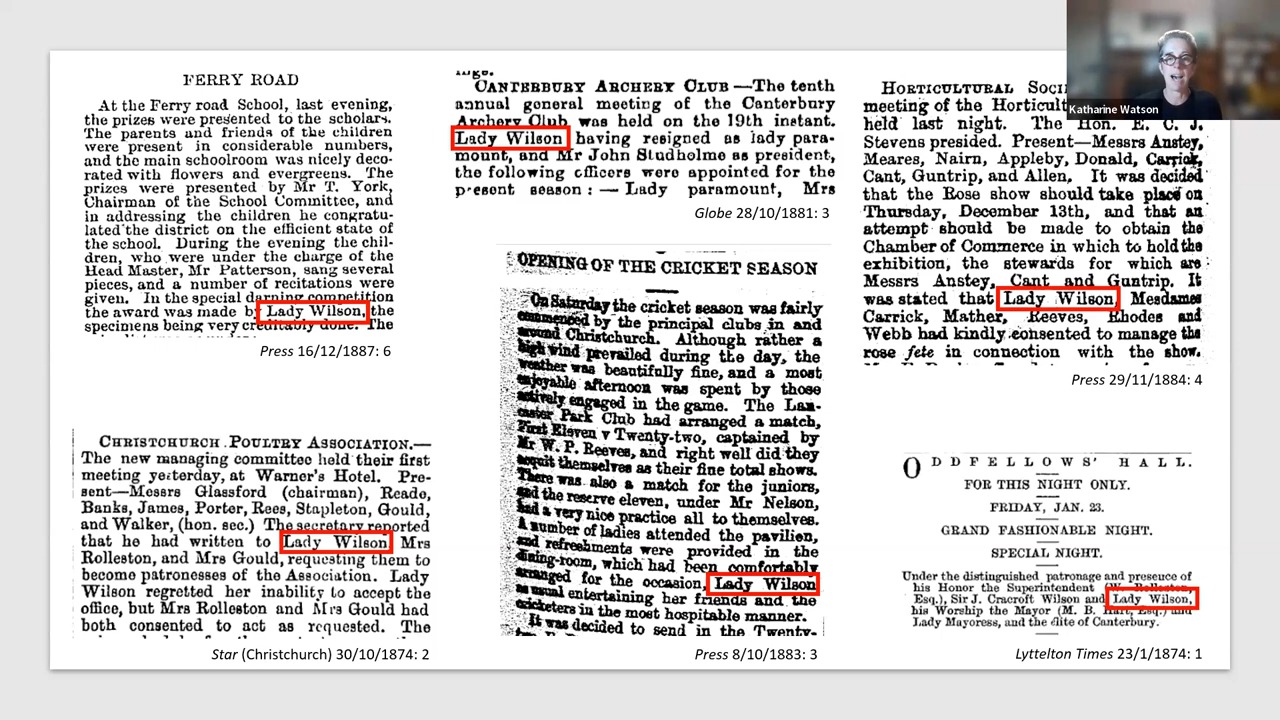 FERRY ROAD
At the Ferry road School, last evening,
the prizes were presented to the scholars.
The parents and friends of the children
were present in considerable numbers,
and the main schoolroom was nicely deco-
rated with flowers and evergreens. The
prizes were presented by Mr T. York,
Chairman of the School Committee, and
in addressing the children he congratu-
lated the district on the efficient state of
the school. During the evening the chil-
dren, who were under the charge of the
Head Master, Mr Patterson, sang several
pieces, and a number of recitations were
given. In the special darning competition
the award was made by Lady Wilson, the
specimens being very creditably done. The
Press 16/12/1887: 6
CANTERBURY ARCHERY CLUB —The tenth
annual general meeting of the Canterbury
Archery Club was held on the 19th instant.
Lady Wilson having resigned as lady para-
mount, and Mr John Studholme as president,
the following officers were appointed for the
present season : — Lady paramount, Mrs
Globe 28/10/1881: 3
Katharine Watson
HORTICULTURAL
meeting of the
held last night. The Hon. E. C. J.
Stevens presided. Present—Messrs Anstey,
Meares, Nairn, Appleby, Donald, Carrick,
Cant, Guntrip, and Allen. It was decided
that the Rose show should take place on
Thursday, December 13th, and that an
attempt should be made to obtain the
Chamber of Commerce in which to hold the
exhibition, the stewards for which are
Messrs Anstey, Cant and Guntrip. It
was stated that Lady Wilson, Mesdames
Carrick, Mather, Reeves, Rhodes and
Webb had kindly consented to manage the
rose fete in connection with the show.
Press 29/11/1884: 4
CHRISTCHURCH POULTRY ASSOCIATION.—
The new managing committee held their first
meeting yesterday, at Warner's Hotel. Pre-
sent—Messrs Glassford (chairman), Reade,
Banks, James, Porter, Rees, Stapleton, Gould,
and Walker, (hon. sec.) The secretary reported
that he had written to Lady Wilson Mrs
Rolleston, and Mrs Gould, requesting them to
become patronesses of the Association. Lady
Wilson regretted her inability to accept the
office, but Mrs Rolleston and Mrs Gould had
both consented to act as requested. The
Star (Christchurch) 30/10/1874: 2
OPENING OF THE CRICKET SEASON
On Saturday the cricket season was fairly
commenced by the principal clubs in and
around Christchurch. Although rather a
high wind prevailed during the day, the
weather was beautifully fine, and a most
enjoyable afternoon was spent by those
actively engaged in the game. The Lan-
caster Park Club had arranged a match,
First Eleven v Twenty-two, captained by
Mr W. P. Reeves, and right well did they
acquit themselves as their fine total shows.
There was also a match for the juniors,
and the reserve eleven, under Mr Nelson,
had a very nice practice all to themselves.
A number of ladies attended the pavilion,
and refreshments were provided in the
dining-room, which had been comfortably
arranged for the occasion, Lady Wilson
as usual entertaining her friends and the
cricketers in the most hospitable manner.
It was decided to send in the Twenty-
Press 8/10/1883: 3
ODDFELLOWS' HALL.
FOR THIS NIGHT ONLY.
FRIDAY, JAN. 23.
GRAND FASHIONABLE NIGHT.
SPECIAL NIGHT.
Under the distinguished patronage and presence of
his Honor the Superintendent (W. Rolleston,
Esq.), Sir J. Cracroft Wilson and Lady Wilson,
his Worship the Mayor (M. B. Hart, Esq.) and
Lady Mayoress, and the élite of Canterbury.
Lyttelton Times 23/1/1874: 1